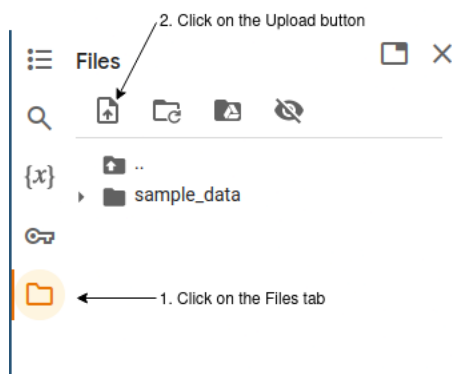 2. Click on the Upload button
Files
..
{x}
sample_data
1. Click on the Files tab